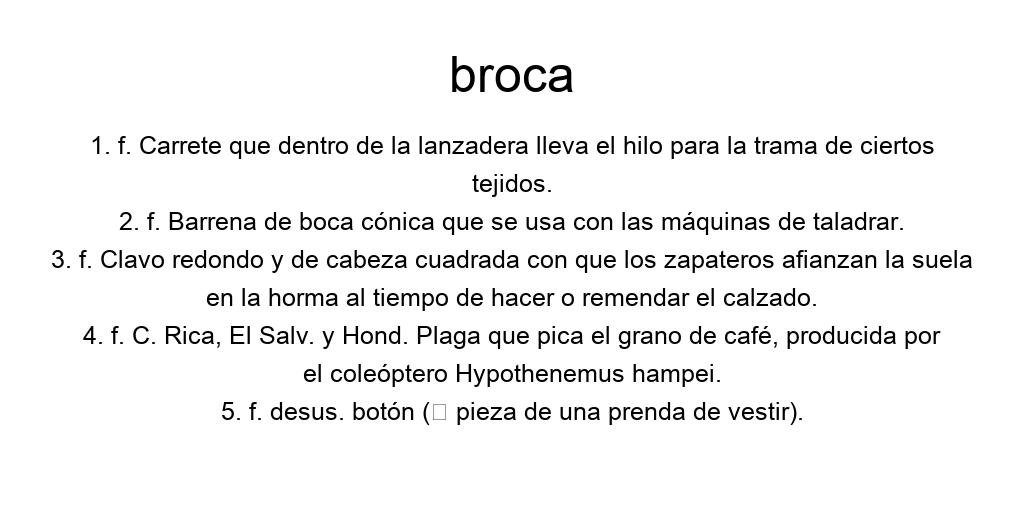 broca
1. f. Carrete que dentro de la lanzadera lleva el hilo para la trama de ciertos
tejidos.
2. f. Barrena de boca cónica que se usa con las máquinas de taladrar.
3. f. Clavo redondo y de cabeza cuadrada con que los zapateros afianzan la suela
en la horma al tiempo de hacer o remendar el calzado.
4. f. C. Rica, El Salv. y Hond. Plaga que pica el grano de café, producida por
el coleóptero Hypothenemus hampei.
5. f. desus. botón (□ pieza de una prenda de vestir).